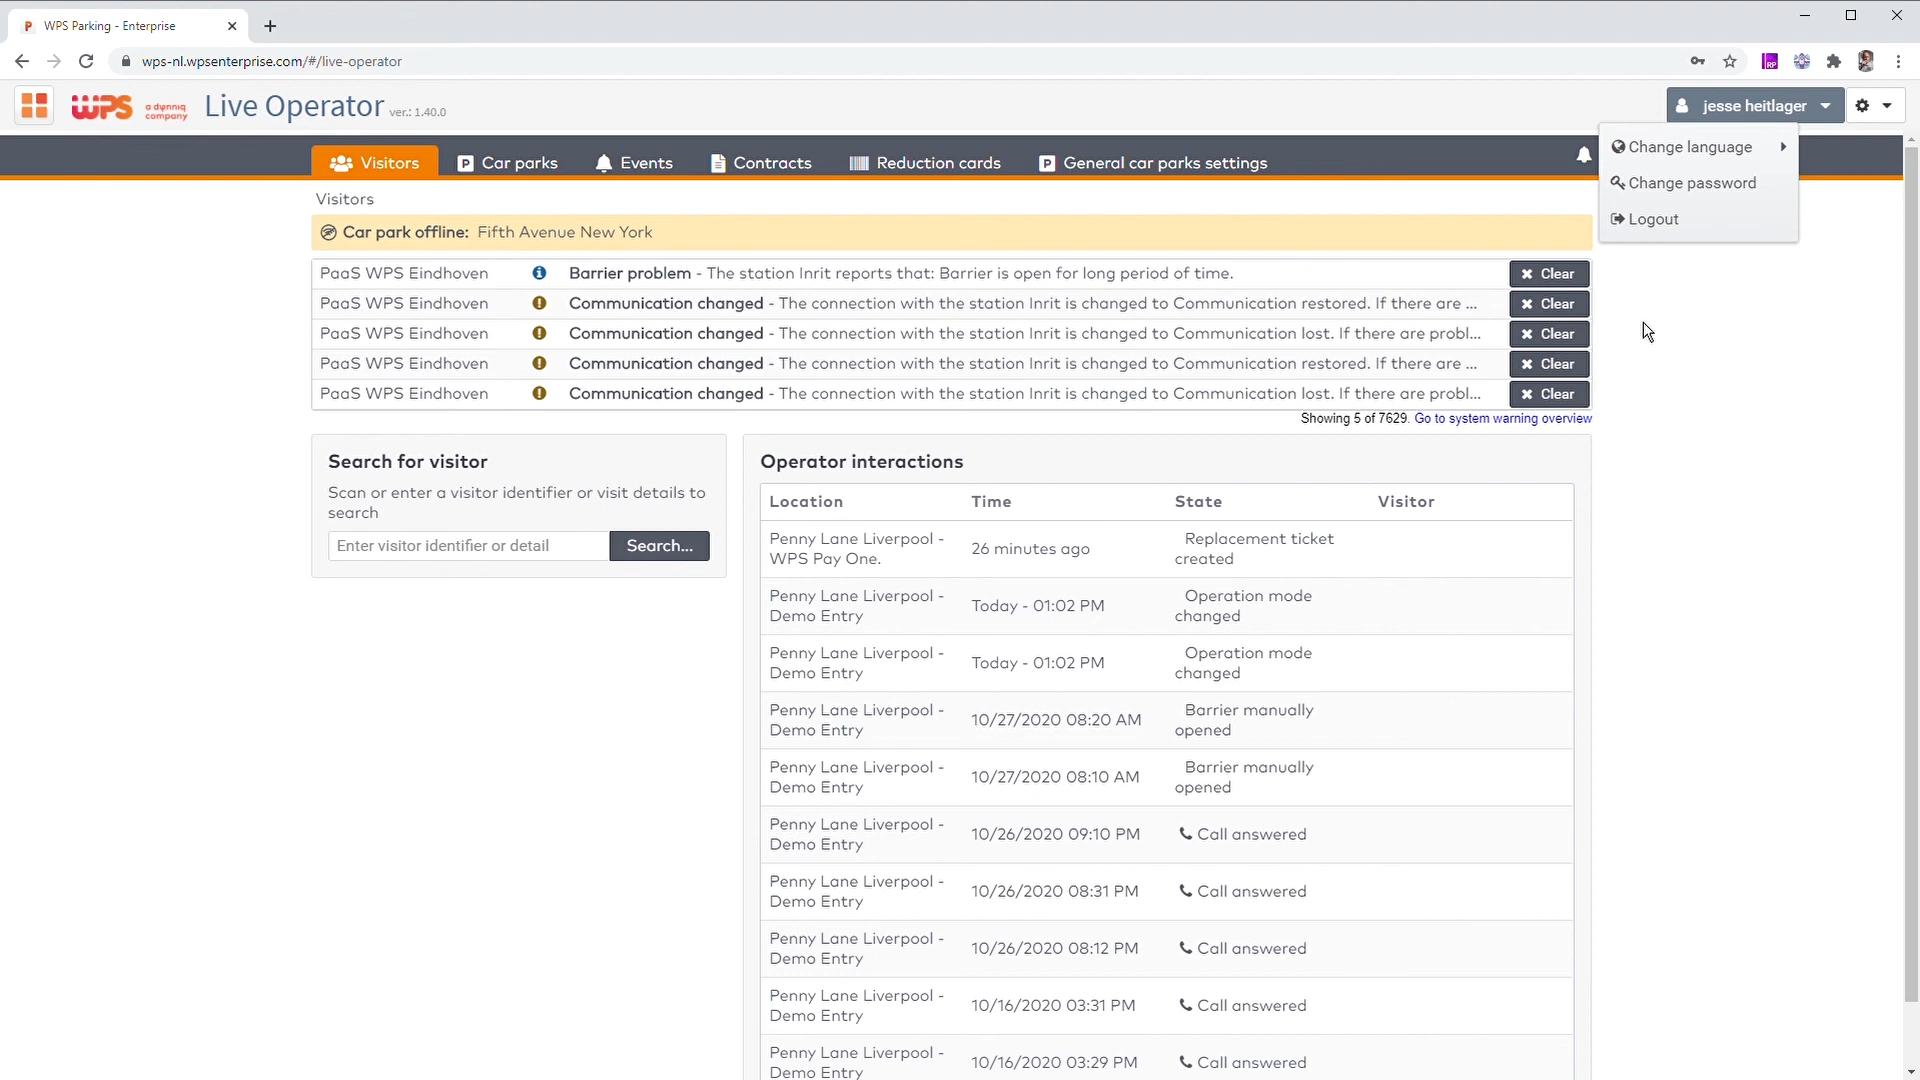 WPS Parking - Enterprise
wps-nl.wpsenterprise.com/#/live-operator
RP
WPS a dynniq company Live Operator ver.: 1.40.0
jesse heitlager
Visitors Car parks Events Contracts Reduction cards General car parks settings
Change language
Change password
Logout
Visitors
Car park offline: Fifth Avenue New York
PaaS WPS Eindhoven Barrier problem - The station Inrit reports that: Barrier is open for long period of time. Clear
PaaS WPS Eindhoven Communication changed - The connection with the station Inrit is changed to Communication restored. If there are ... Clear
PaaS WPS Eindhoven Communication changed - The connection with the station Inrit is changed to Communication lost. If there are probl... Clear
PaaS WPS Eindhoven Communication changed - The connection with the station Inrit is changed to Communication restored. If there are ... Clear
PaaS WPS Eindhoven Communication changed - The connection with the station Inrit is changed to Communication lost. If there are probl... Clear
Showing 5 of 7629. Go to system warning overview
Search for visitor
Scan or enter a visitor identifier or visit details to
search
Enter visitor identifier or detail Search...
Operator interactions
Location Time State Visitor
Penny Lane Liverpool -
WPS Pay One.
26 minutes ago
Replacement ticket
created
Penny Lane Liverpool -
Demo Entry
Today - 01:02 PM
Operation mode
changed
Penny Lane Liverpool -
Demo Entry
Today - 01:02 PM
Operation mode
changed
Penny Lane Liverpool -
Demo Entry
10/27/2020 08:20 AM
Barrier manually
opened
Penny Lane Liverpool -
Demo Entry
10/27/2020 08:10 AM
Barrier manually
opened
Penny Lane Liverpool -
Demo Entry
10/26/2020 09:10 PM
Call answered
Penny Lane Liverpool -
Demo Entry
10/26/2020 08:31 PM
Call answered
Penny Lane Liverpool -
Demo Entry
10/26/2020 08:12 PM
Call answered
Penny Lane Liverpool -
Demo Entry
10/16/2020 03:31 PM
Call answered
Penny Lane Liverpool -
Demo Entry
10/16/2020 03:29 PM
Call answered